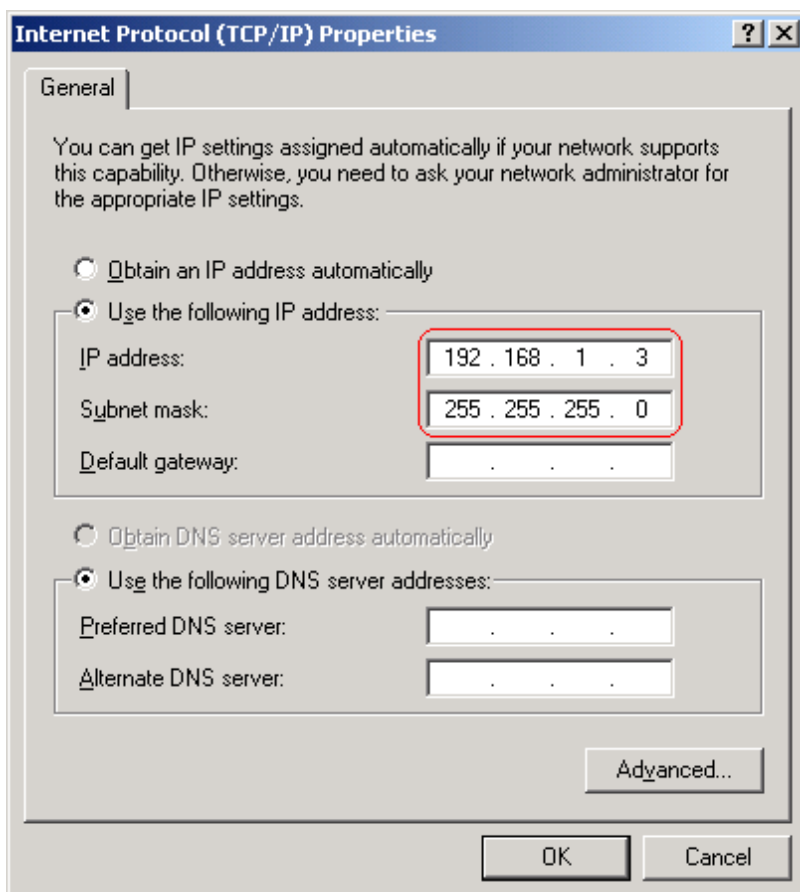 Internet Protocol (TCP/IP) Properties
General
You can get IP settings assigned automatically if your network supports
this capability. Otherwise, you need to ask your network administrator for
the appropriate IP settings.
Obtain an IP address automatically
Use the following IP address:
IP address: 192 . 168 . 1 . 3
Subnet mask: 255 . 255 . 255 . 0
Default gateway: . . .
Obtain DNS server address automatically
Use the following DNS server addresses:
Preferred DNS server: . . .
Alternate DNS server: . . .
Advanced...
OK Cancel